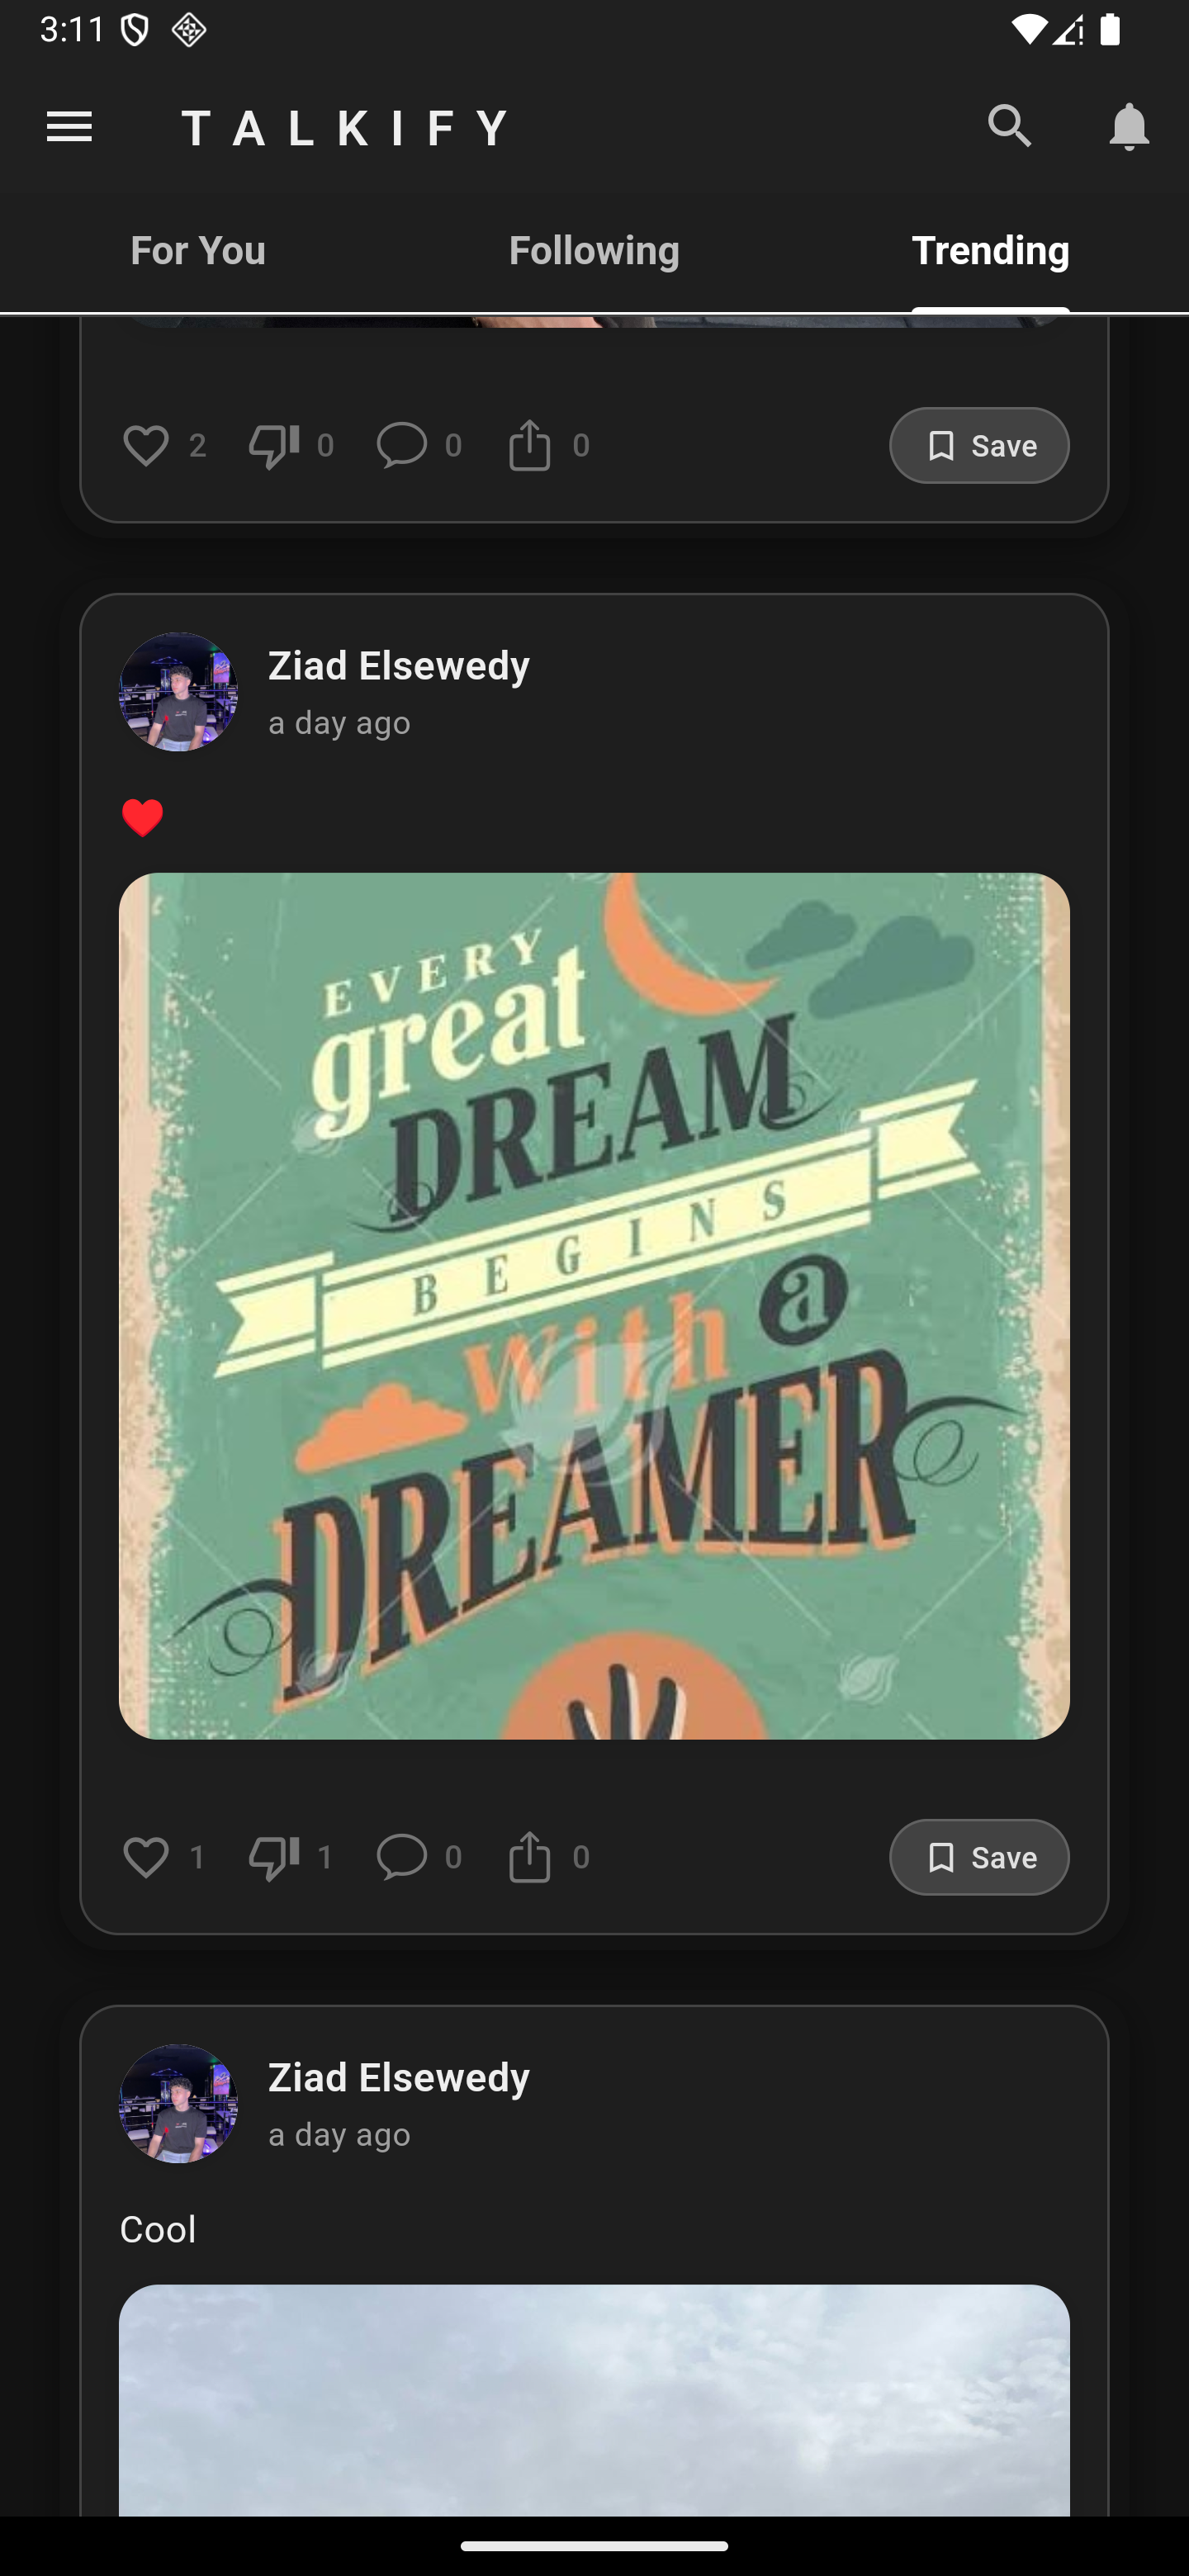 3:11
TALKIFY
For You Following Trending
2 0 0 0 Save
Ziad Elsewedy
a day ago
❤️
EVERY
great
DREAM
BEGINS
with a
DREAMER
1 1 0 0 Save
Ziad Elsewedy
a day ago
Cool